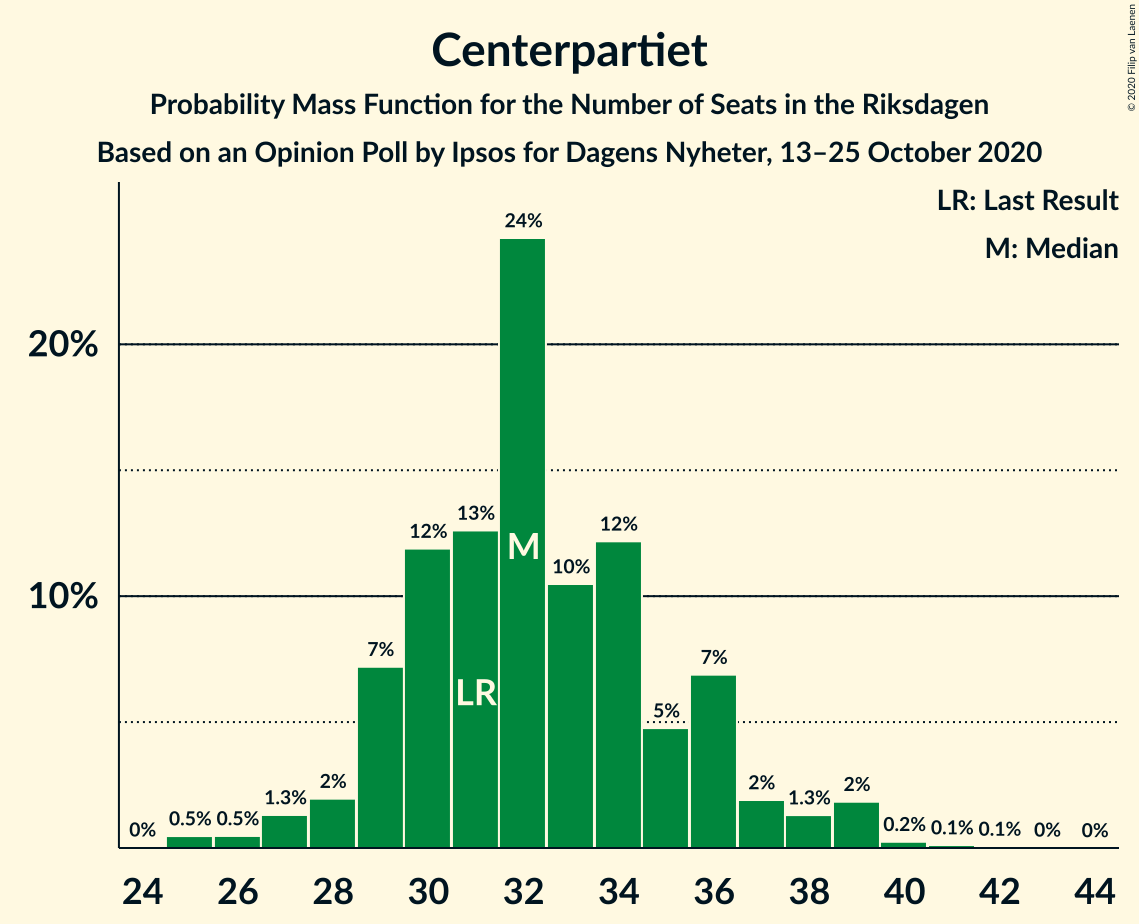 Centerpartiet
Probability Mass Function for the Number of Seats in the Riksdagen
Based on an Opinion Poll by Ipsos for Dagens Nyheter, 13–25 October 2020
© 2020 Filip van Laenen
LR: Last Result
M: Median
20%
10%
0%
0.5%
0.5%
1.3%
2%
7%
12%
13%
24%
10%
12%
5%
7%
2%
1.3%
2%
0.2%
0.1%
0.1%
0%
0%
LR
M
24 26 28 30 32 34 36 38 40 42 44